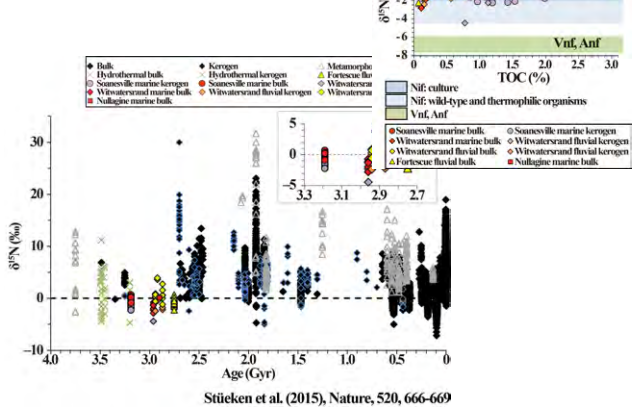 δ¹⁵N
-2
-4
-6
-8
Vnf, Anf
0 0.5 1.0 1.5 2.0 2.5 3.0
TOC (%)
Nif: culture
Nif: wild-type and thermophilic organisms
Vnf, Anf
Soanesville marine bulk Soanesville marine kerogen
Witwatersrand marine bulk Witwatersrand marine kerogen
Witwatersrand fluvial bulk Witwatersrand fluvial kerogen
Fortescue fluvial bulk Nullagine marine bulk
Bulk Kerogen Metamorpho
Hydrothermal bulk Hydrothermal kerogen Fortescue flu
Soanesville marine kerogen Soanesville marine bulk Witwatersra
Witwatersrand marine bulk Witwatersrand fluvial kerogen Witwatersra
Nullagine marine bulk
5
0
-5
3.3 3.1 2.9 2.7
δ¹⁵N (‰)
30
20
10
0
-10
4.0 3.5 3.0 2.5 2.0 1.5 1.0 0.5 0
Age (Gyr)
Stüeken et al. (2015), Nature, 520, 666-669